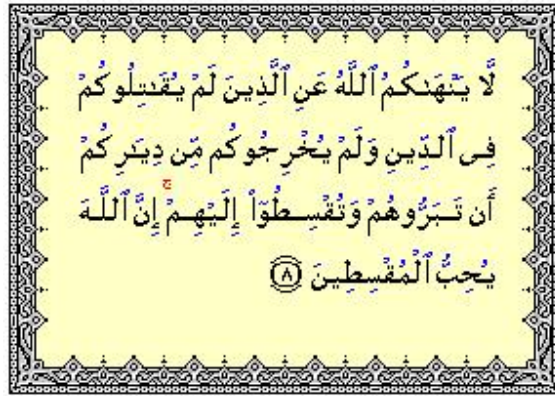 لَّا يَنْهَىٰكُمُ ٱللَّهُ عَنِ ٱلَّذِينَ لَمْ يُقَـٰتِلُوكُمْ
فِى ٱلدِّينِ وَلَمْ يُخْرِجُوكُم مِّن دِيَـٰرِكُمْ
أَن تَبَرُّوهُمْ وَتُقْسِطُوٓا۟ إِلَيْهِمْ ۚ إِنَّ ٱللَّهَ
يُحِبُّ ٱلْمُقْسِطِينَ ٨